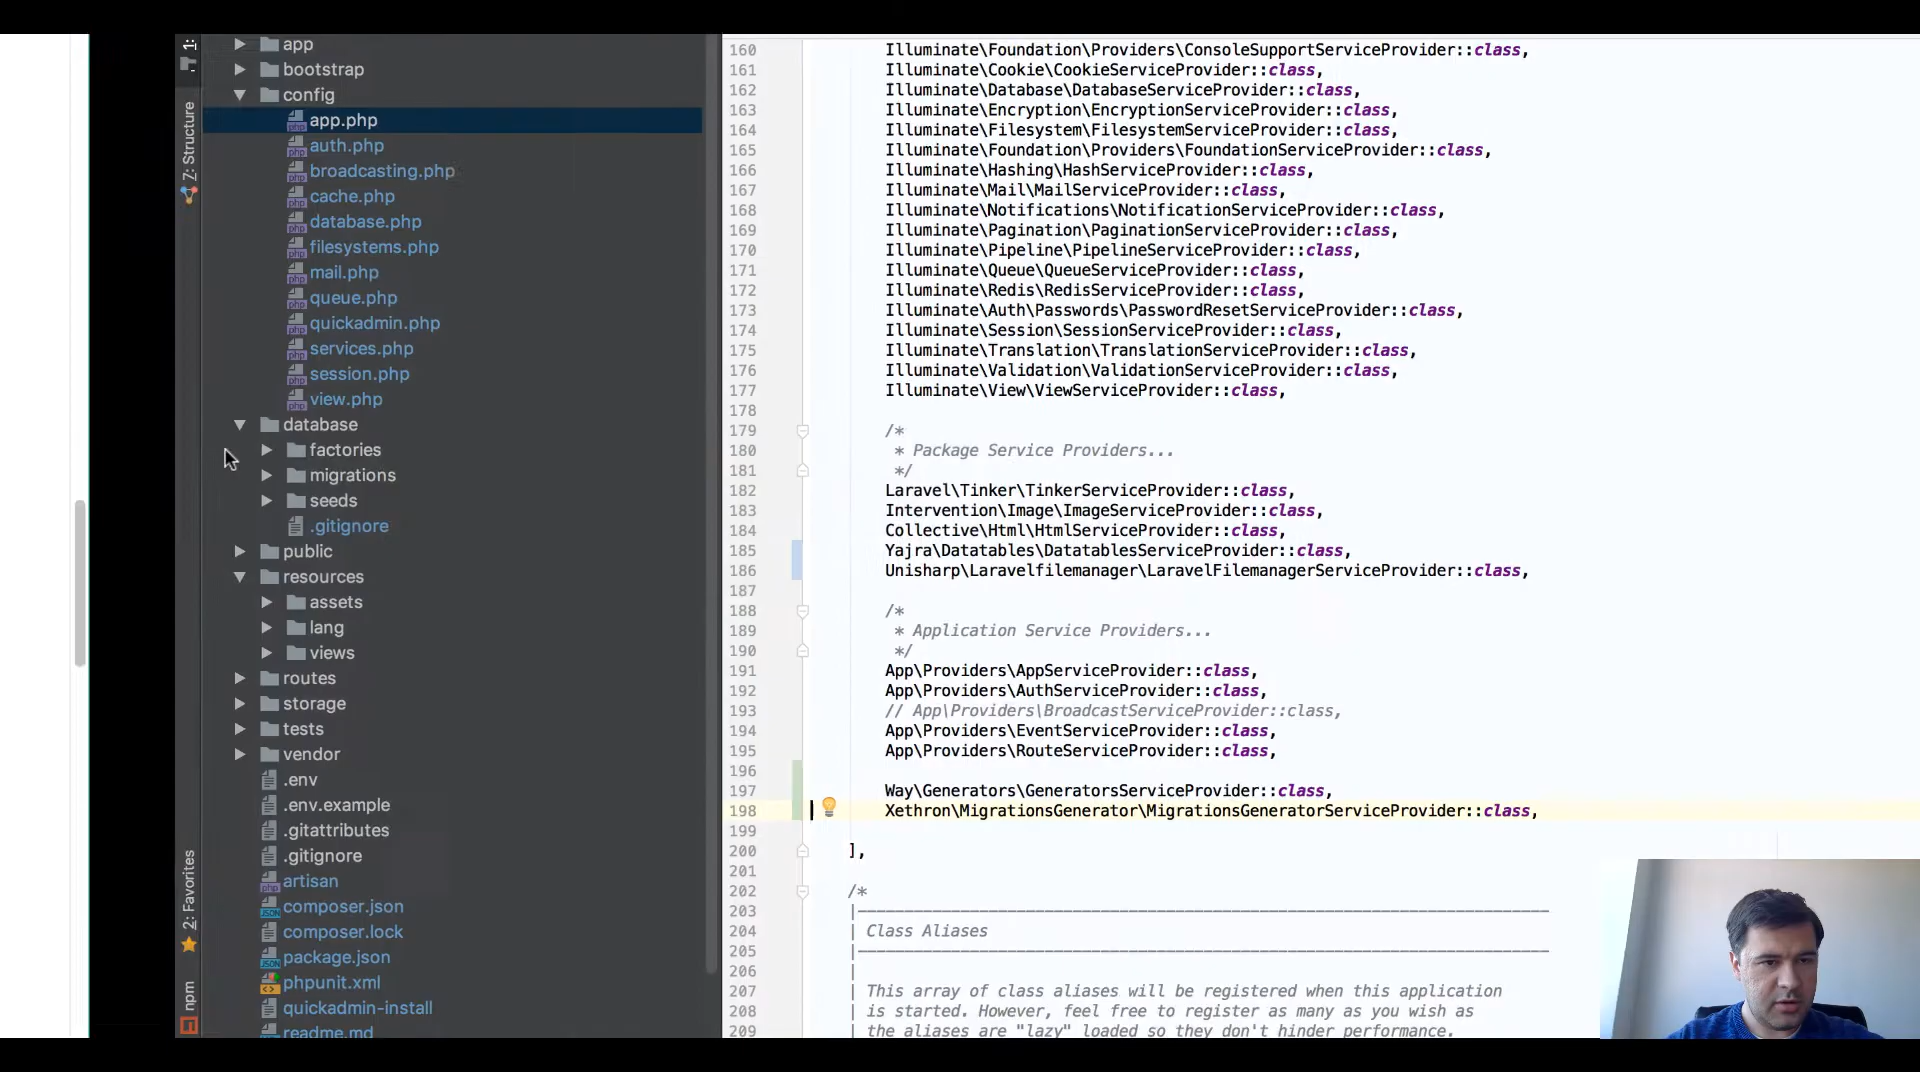 1:
app
bootstrap
config
app.php
auth.php
broadcasting.php
cache.php
database.php
filesystems.php
mail.php
queue.php
quickadmin.php
services.php
session.php
view.php
database
factories
migrations
seeds
.gitignore
public
resources
assets
lang
views
routes
storage
tests
vendor
.env
.env.example
.gitattributes
.gitignore
artisan
composer.json
composer.lock
package.json
phpunit.xml
quickadmin-install
readme.md
7: Structure
2: Favorites
npm
160 Illuminate\Foundation\Providers\ConsoleSupportServiceProvider::class,
161 Illuminate\Cookie\CookieServiceProvider::class,
162 Illuminate\Database\DatabaseServiceProvider::class,
163 Illuminate\Encryption\EncryptionServiceProvider::class,
164 Illuminate\Filesystem\FilesystemServiceProvider::class,
165 Illuminate\Foundation\Providers\FoundationServiceProvider::class,
166 Illuminate\Hashing\HashServiceProvider::class,
167 Illuminate\Mail\MailServiceProvider::class,
168 Illuminate\Notifications\NotificationServiceProvider::class,
169 Illuminate\Pagination\PaginationServiceProvider::class,
170 Illuminate\Pipeline\PipelineServiceProvider::class,
171 Illuminate\Queue\QueueServiceProvider::class,
172 Illuminate\Redis\RedisServiceProvider::class,
173 Illuminate\Auth\Passwords\PasswordResetServiceProvider::class,
174 Illuminate\Session\SessionServiceProvider::class,
175 Illuminate\Translation\TranslationServiceProvider::class,
176 Illuminate\Validation\ValidationServiceProvider::class,
177 Illuminate\View\ViewServiceProvider::class,
178
179 /*
180 * Package Service Providers...
181 */
182 Laravel\Tinker\TinkerServiceProvider::class,
183 Intervention\Image\ImageServiceProvider::class,
184 Collective\Html\HtmlServiceProvider::class,
185 Yajra\Datatables\DatatablesServiceProvider::class,
186 Unisharp\Laravelfilemanager\LaravelFilemanagerServiceProvider::class,
187
188 /*
189 * Application Service Providers...
190 */
191 App\Providers\AppServiceProvider::class,
192 App\Providers\AuthServiceProvider::class,
193 // App\Providers\BroadcastServiceProvider::class,
194 App\Providers\EventServiceProvider::class,
195 App\Providers\RouteServiceProvider::class,
196
197 Way\Generators\GeneratorsServiceProvider::class,
198 Xethron\MigrationsGenerator\MigrationsGeneratorServiceProvider::class,
199
200 ],
201
202 /*
203 |--------------------------------------------------------------------------
204 | Class Aliases
205 |--------------------------------------------------------------------------
206 |
207 | This array of class aliases will be registered when this application
208 | is started. However, feel free to register as many as you wish as
209 | the aliases are "lazy" loaded so they don't hinder performance.